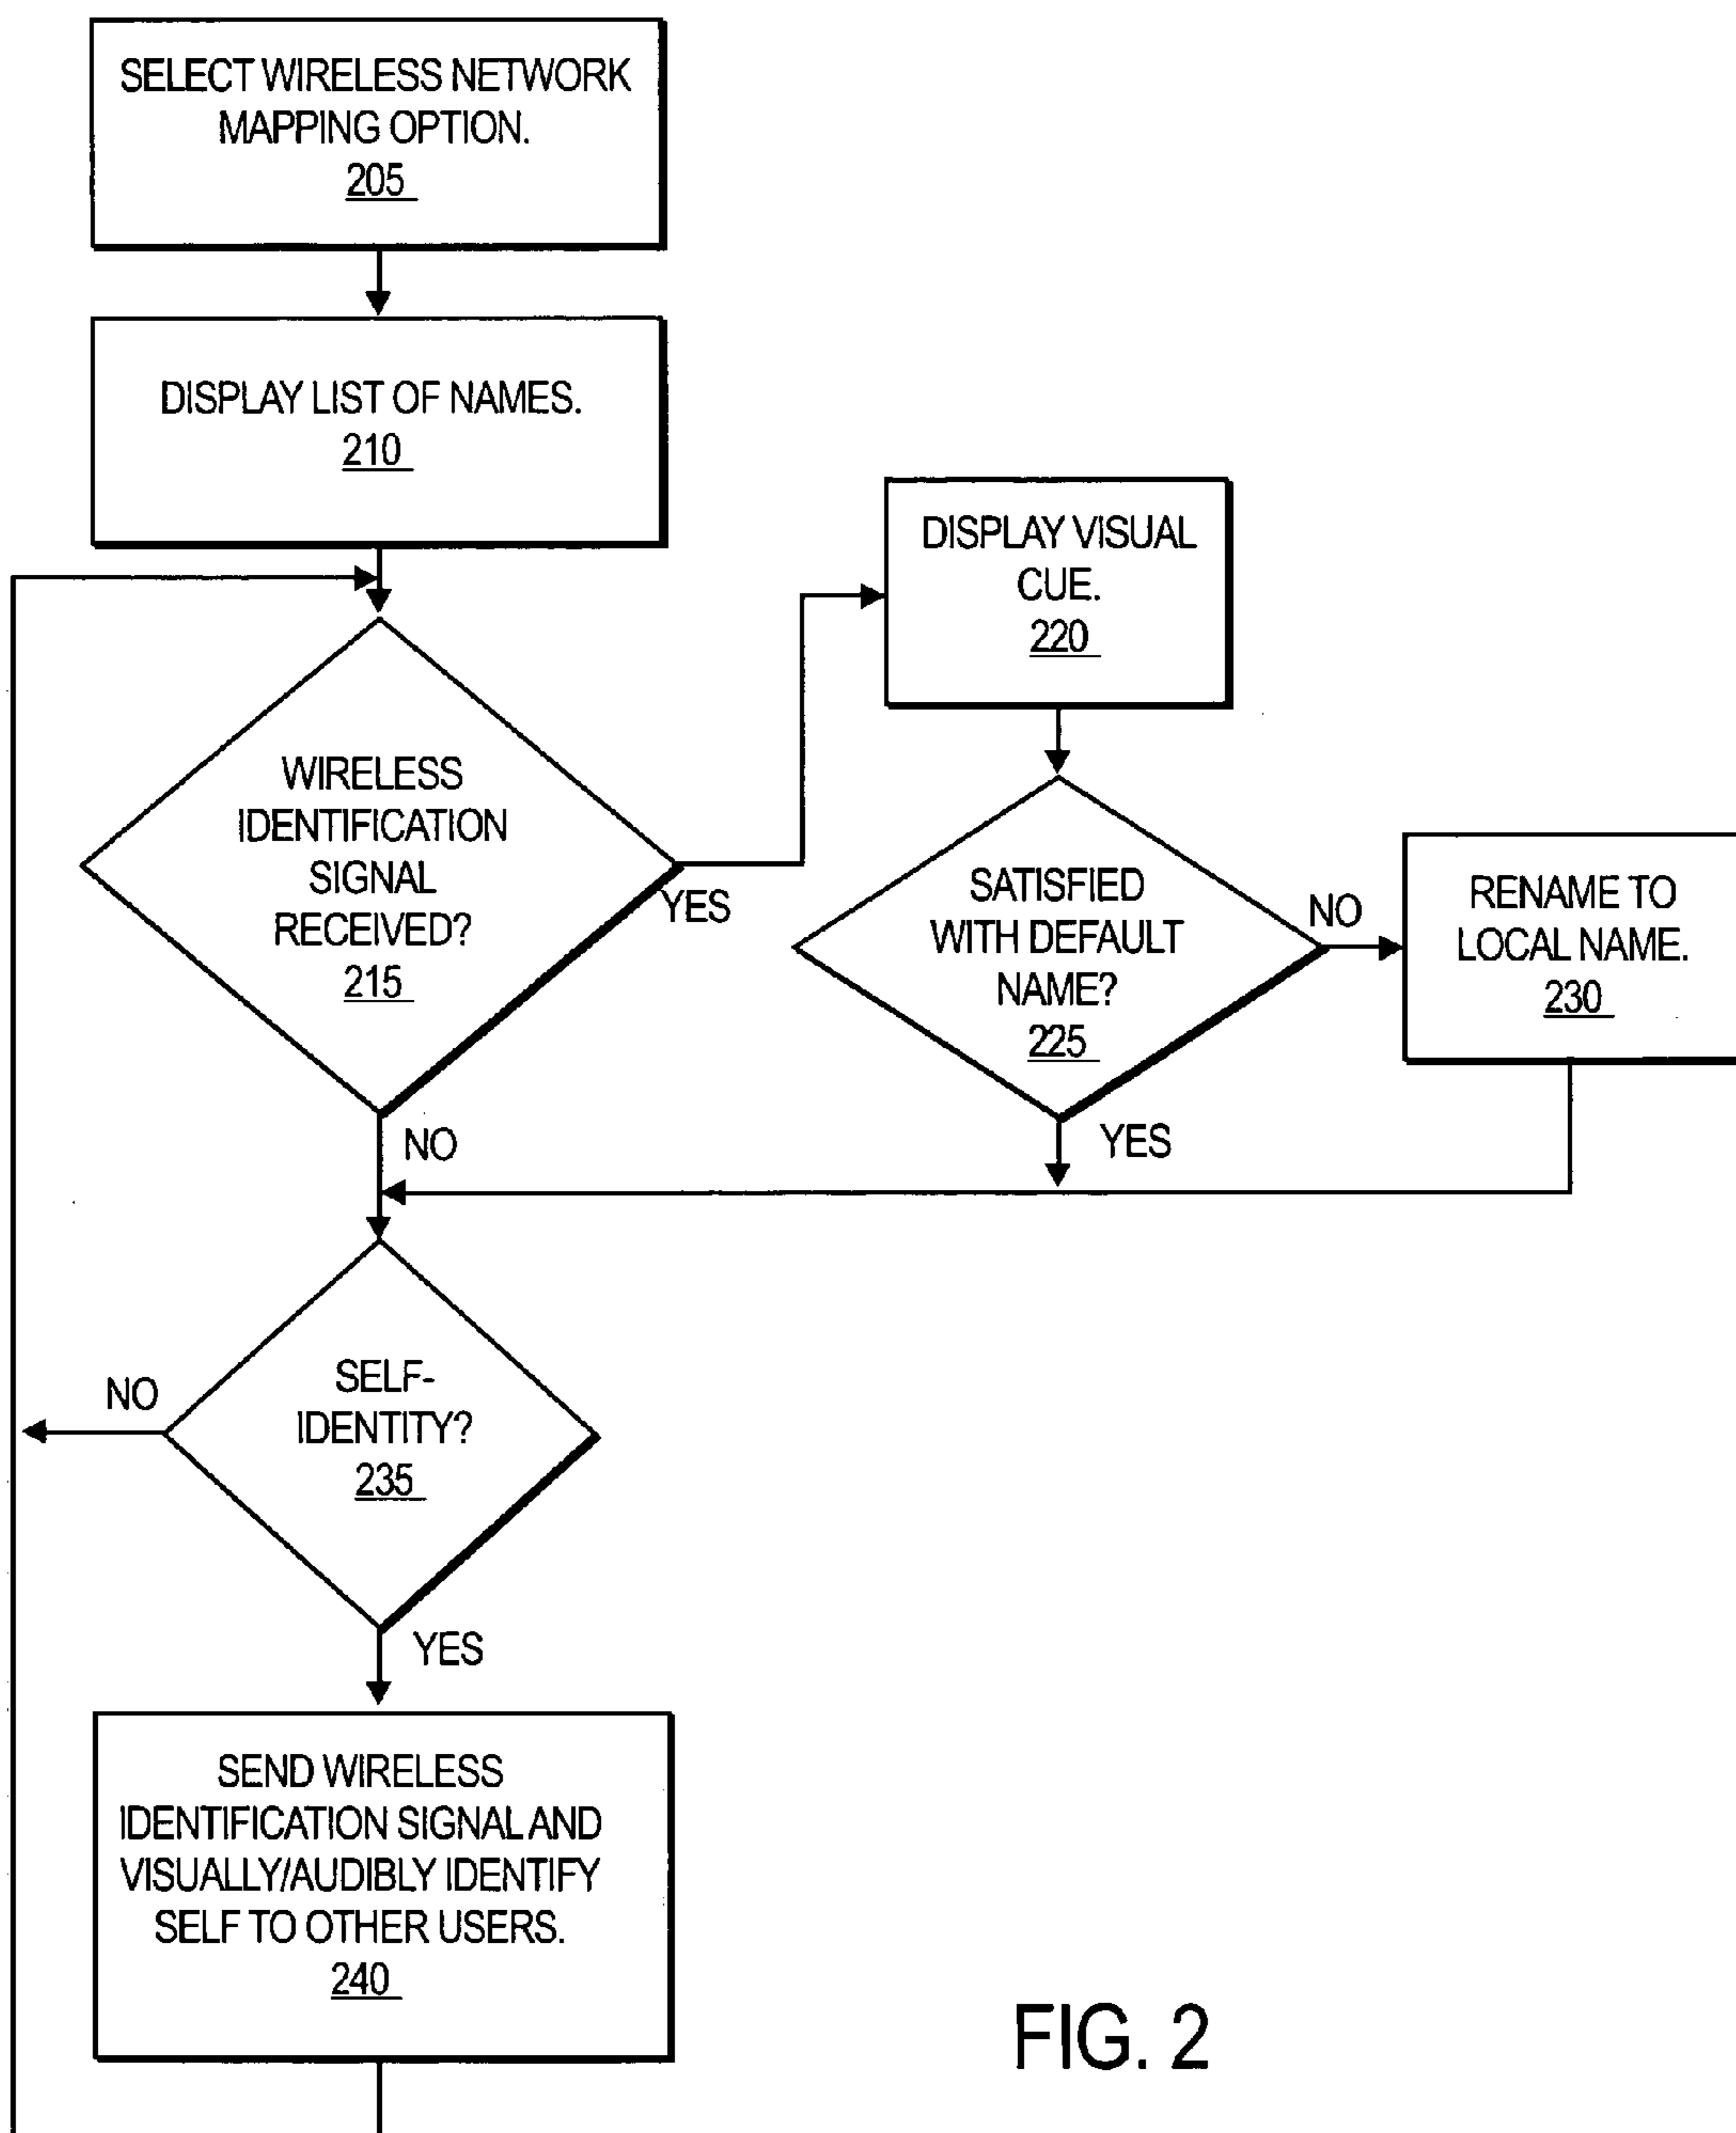 SELECT WIRELESS NETWORK
MAPPING OPTION.
205
DISPLAY LIST OF NAMES.
210
WIRELESS
IDENTIFICATION
SIGNAL
RECEIVED?
215
YES
NO
DISPLAY VISUAL
CUE.
220
SATISFIED
WITH DEFAULT
NAME?
225
NO
YES
RENAME TO
LOCAL NAME.
230
SELF-
IDENTITY?
235
NO
YES
SEND WIRELESS
IDENTIFICATION SIGNAL AND
VISUALLY/AUDIBLY IDENTIFY
SELF TO OTHER USERS.
240
FIG. 2